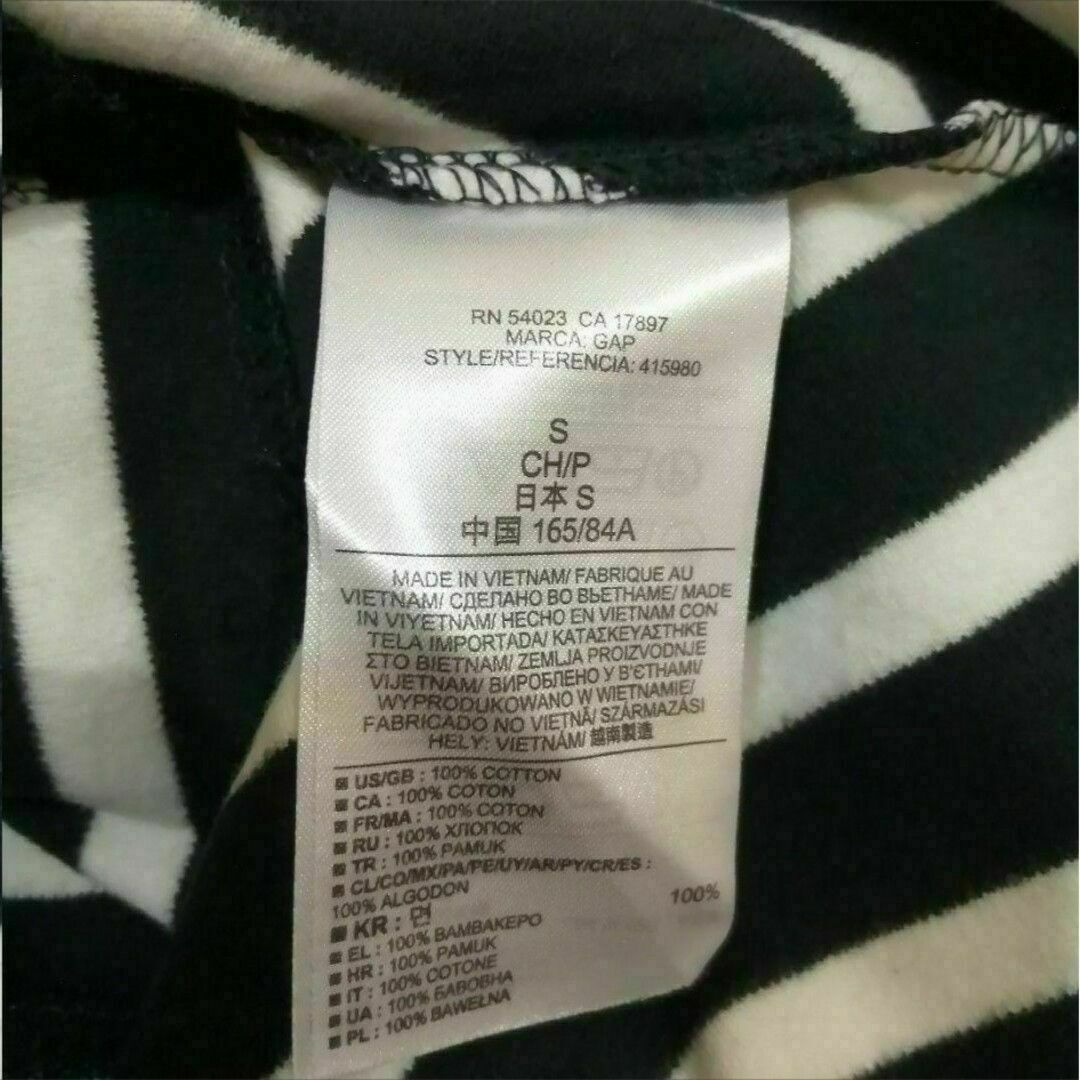 RN 54023 CA 17897
MARCA: GAP
STYLE/REFERENCIA: 415980
S
CH/P
日本 S
中国 165/84A
MADE IN VIETNAM/ FABRIQUE AU
VIETNAM/ СДЕЛАНО ВО ВЬЕТНАМЕ/ MADE
IN VIYETNAM/ HECHO EN VIETNAM CON
TELA IMPORTADA/ ΚΑΤΑΣΚΕΥΑΣΤΗΚΕ
ΣΤΟ ΒΙΕΤΝΑΜ/ ZEMLJA PROIZVODNJE
VIJETNAM/ ВИРОБЛЕНО У В'ЄТНАМІ/
WYPRODUKOWANO W WIETNAMIE/
FABRICADO NO VIETNÃ/ SZÁRMAZÁSI
HELY: VIETNÁM/ 越南製造
US/GB : 100% COTTON
CA : 100% COTON
FR/MA : 100% COTON
RU : 100% ХЛОПОК
TR : 100% PAMUK
CL/CO/MX/PA/PE/UY/AR/PY/CR/ES :
100% ALGODON
KR : 면 100%
EL : 100% ΒΑΜΒΑΚΕΡΟ
HR : 100% PAMUK
IT : 100% COTONE
UA : 100% БАВОВНА
PL : 100% BAWEŁNA